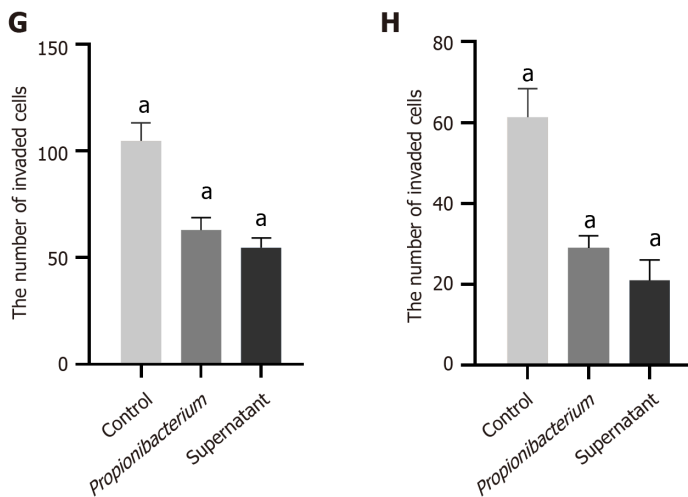 G
The number of invaded cells
150
100
50
0
a
a
a
Control
Propionibacterium
Supernatant
H
The number of invaded cells
80
60
40
20
0
a
a
a
Control
Propionibacterium
Supernatant